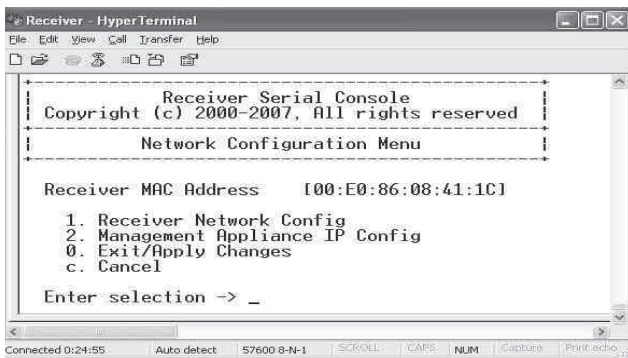 Receiver - HyperTerminal
File Edit View Call Transfer Help
Receiver Serial Console
Copyright (c) 2000-2007, All rights reserved
Network Configuration Menu
Receiver MAC Address [00:E0:86:08:41:1C]
1. Receiver Network Config
2. Management Appliance IP Config
0. Exit/Apply Changes
c. Cancel
Enter selection -> _
Connected 0:24:55 Auto detect 57600 8-N-1 SCROLL CAPS NUM Capture Print echo